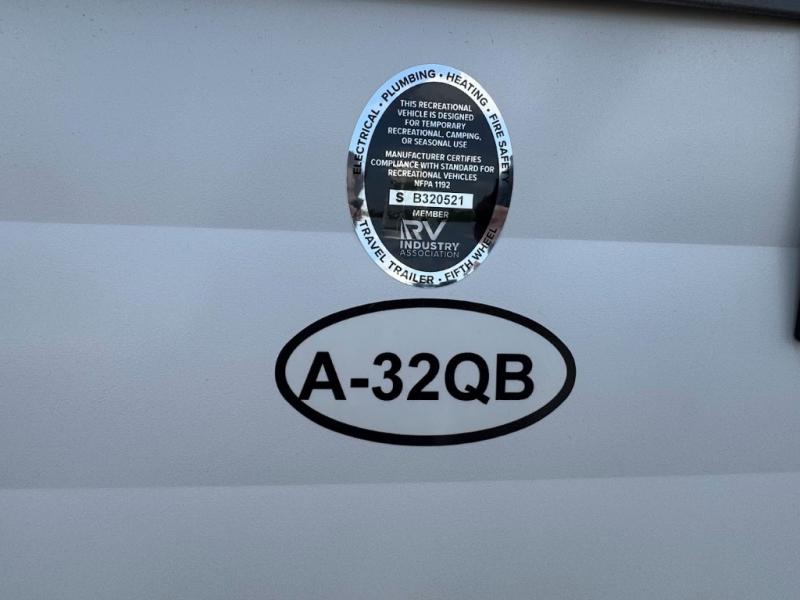 ELECTRICAL • PLUMBING • HEATING • FIRE SAFETY
THIS RECREATIONAL
VEHICLE IS DESIGNED
FOR TEMPORARY
RECREATIONAL, CAMPING,
OR SEASONAL USE
MANUFACTURER CERTIFIES
COMPLIANCE WITH STANDARD FOR
RECREATIONAL VEHICLES
NFPA 1192
S B320521
MEMBER
RV
INDUSTRY
ASSOCIATION
TRAVEL TRAILER • FIFTH WHEEL
A-32QB